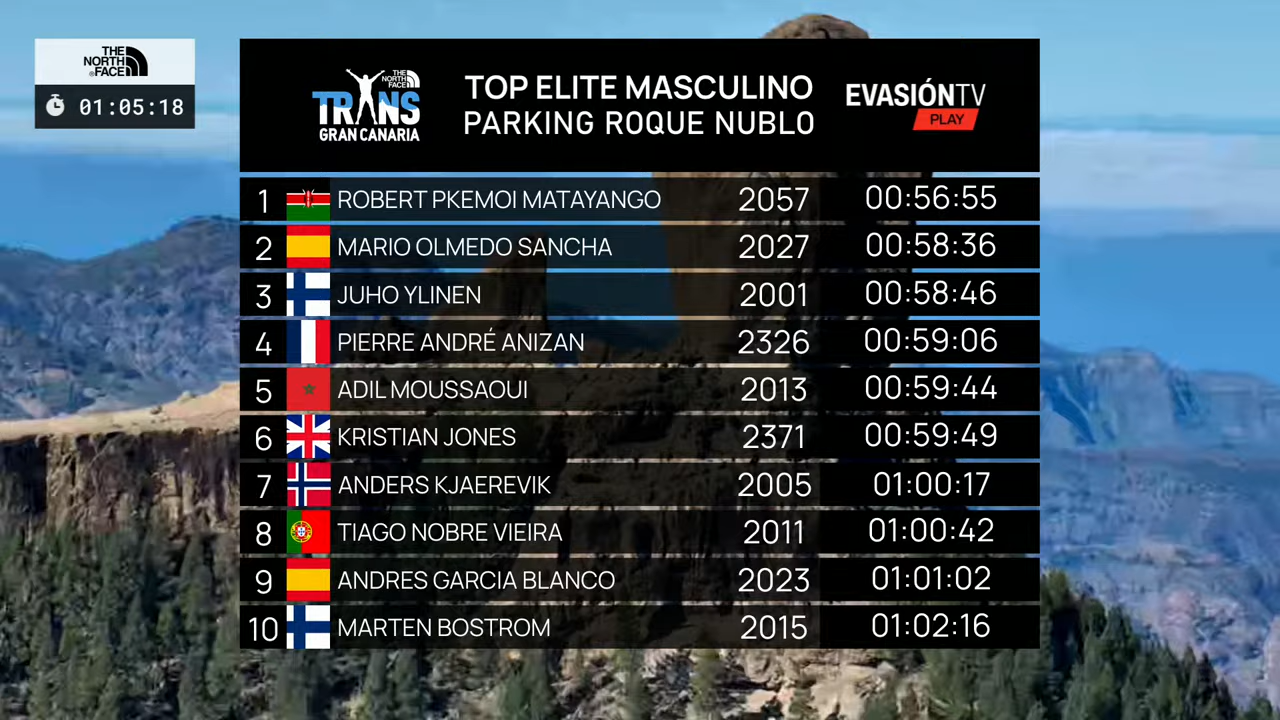 THE
NORTH
FACE
01:05:18
THE
NORTH
FACE
TRANS
GRAN CANARIA
TOP ELITE MASCULINO
PARKING ROQUE NUBLO
EVASIÓNTV
PLAY
1 ROBERT PKEMOI MATAYANGO 2057 00:56:55
2 MARIO OLMEDO SANCHA 2027 00:58:36
3 JUHO YLINEN 2001 00:58:46
4 PIERRE ANDRÉ ANIZAN 2326 00:59:06
5 ADIL MOUSSAOUI 2013 00:59:44
6 KRISTIAN JONES 2371 00:59:49
7 ANDERS KJAEREVIK 2005 01:00:17
8 TIAGO NOBRE VIEIRA 2011 01:00:42
9 ANDRES GARCIA BLANCO 2023 01:01:02
10 MARTEN BOSTROM 2015 01:02:16